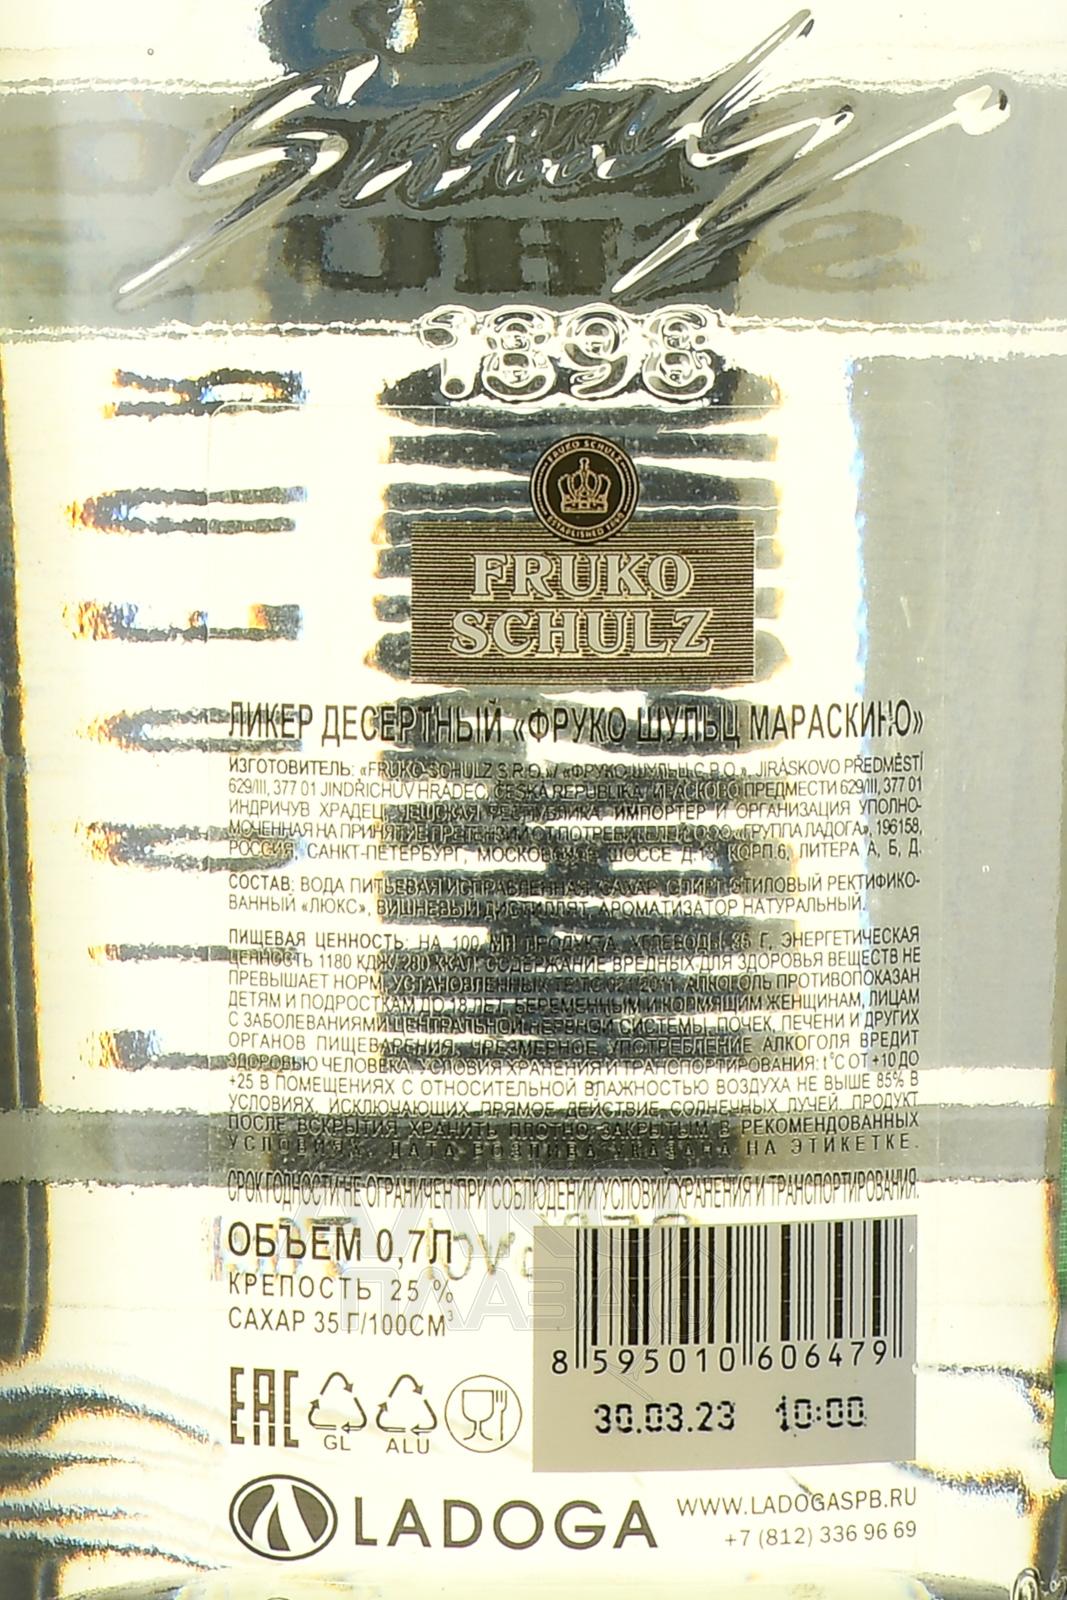 Schulz
1898
FRUKO SCHULZ
FRUKO
SCHULZ
ЛИКЕР ДЕСЕРТНЫЙ «ФРУКО ШУЛЬЦ МАРАСКИНО»
ИЗГОТОВИТЕЛЬ: «FRUKO-SCHULZ S.R.O.» / «ФРУКО-ШУЛЬЦ С.Р.О.», JIRÁSKOVO PŘEDMĚSTÍ
629/III, 377 01 JINDŘICHŮV HRADEC, ČESKÁ REPUBLIKA, ИРАСКОВО ПРЕДМЕСТИ 629/III, 377 01
ИНДРИЧУВ ХРАДЕЦ, ЧЕШСКАЯ РЕСПУБЛИКА. ИМПОРТЕР И ОРГАНИЗАЦИЯ УПОЛНО-
МОЧЕННАЯ НА ПРИНЯТИЕ ПРЕТЕНЗИЙ ОТ ПОТРЕБИТЕЛЕЙ: ООО «ГРУППА ЛАДОГА», 196158,
РОССИЯ, САНКТ-ПЕТЕРБУРГ, МОСКОВСКОЕ ШОССЕ КОРП.6, ЛИТЕРА А, Б, Д.
СОСТАВ: ВОДА ПИТЬЕВАЯ ИСПРАВЛЕННАЯ, САХАР, СПИРТ ЭТИЛОВЫЙ РЕКТИФИКО-
ВАННЫЙ «ЛЮКС», ВИШНЕВЫЙ ДИСТИЛЛЯТ, АРОМАТИЗАТОР НАТУРАЛЬНЫЙ.
ПИЩЕВАЯ ЦЕННОСТЬ: НА 100 МЛ ПРОДУКТА. УГЛЕВОДЫ 35 Г, ЭНЕРГЕТИЧЕСКАЯ
ЦЕННОСТЬ 1180 КДЖ/ 280 ККАЛ. СОДЕРЖАНИЕ ВРЕДНЫХ ДЛЯ ЗДОРОВЬЯ ВЕЩЕСТВ НЕ
ПРЕВЫШАЕТ НОРМ, УСТАНОВЛЕННЫХ ТР ТС 021/2011. АЛКОГОЛЬ ПРОТИВОПОКАЗАН
ДЕТЯМ И ПОДРОСТКАМ ДО 18 ЛЕТ, БЕРЕМЕННЫМ И КОРМЯЩИМ ЖЕНЩИНАМ, ЛИЦАМ
С ЗАБОЛЕВАНИЯМИ ЦЕНТРАЛЬНОЙ НЕРВНОЙ СИСТЕМЫ, ПОЧЕК, ПЕЧЕНИ И ДРУГИХ
ОРГАНОВ ПИЩЕВАРЕНИЯ. ЧРЕЗМЕРНОЕ УПОТРЕБЛЕНИЕ АЛКОГОЛЯ ВРЕДИТ
ЗДОРОВЬЮ ЧЕЛОВЕКА. УСЛОВИЯ ХРАНЕНИЯ И ТРАНСПОРТИРОВАНИЯ: t°C ОТ +10 ДО
+25 В ПОМЕЩЕНИЯХ С ОТНОСИТЕЛЬНОЙ ВЛАЖНОСТЬЮ ВОЗДУХА НЕ ВЫШЕ 85% В
УСЛОВИЯХ, ИСКЛЮЧАЮЩИХ ПРЯМОЕ ДЕЙСТВИЕ СОЛНЕЧНЫХ ЛУЧЕЙ. ПРОДУКТ
ПОСЛЕ ВСКРЫТИЯ ХРАНИТЬ ПЛОТНО ЗАКРЫТЫМ В РЕКОМЕНДОВАННЫХ
УСЛОВИЯХ. ДАТА РОЗЛИВА УКАЗАНА НА ЭТИКЕТКЕ.
СРОК ГОДНОСТИ НЕ ОГРАНИЧЕН ПРИ СОБЛЮДЕНИИ УСЛОВИЙ ХРАНЕНИЯ И ТРАНСПОРТИРОВАНИЯ.
АЛКО
ПЛАЗА
ОБЪЕМ 0,7Л
КРЕПОСТЬ 25 %
САХАР 35 Г/100СМ³
8 595010 606479
30.03.23 10:00
EAC
GL ALU
LADOGA
WWW.LADOGASPB.RU
+7 (812) 336 96 69